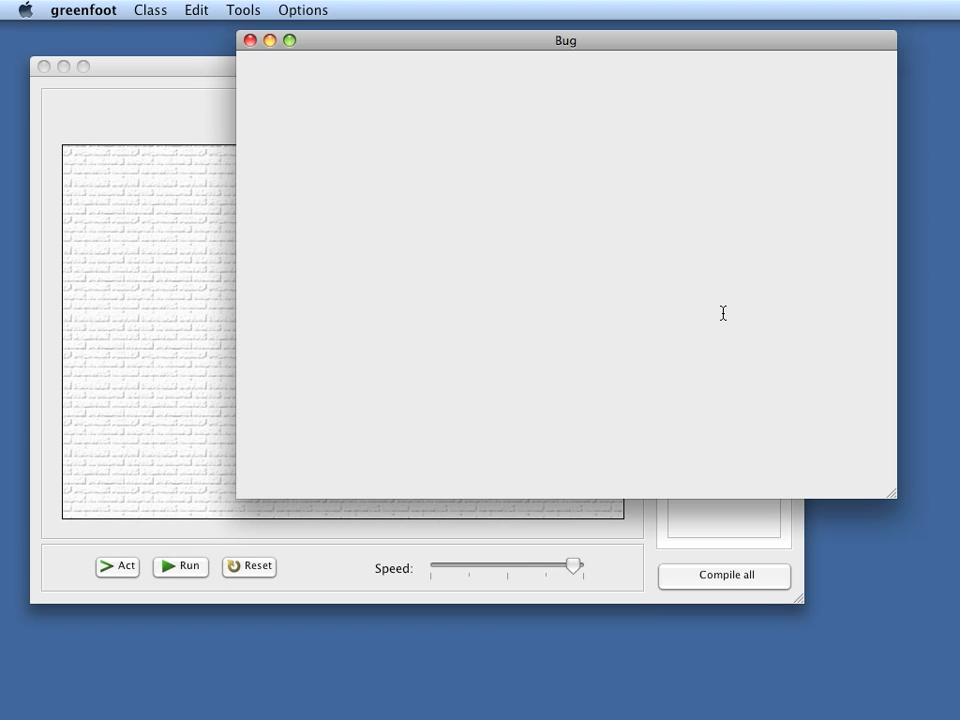 greenfoot Class Edit Tools Options
Bug
Act Run Reset Speed:
Compile all